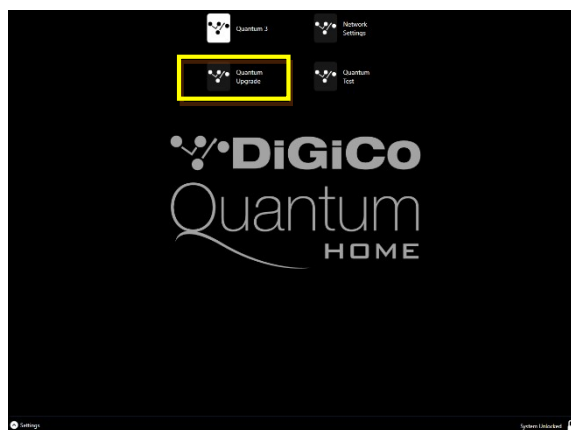 Quantum 3
Network
Settings
Quantum
Upgrade
Quantum
Test
DiGiCo
Quantum
HOME
Settings
System Unlocked